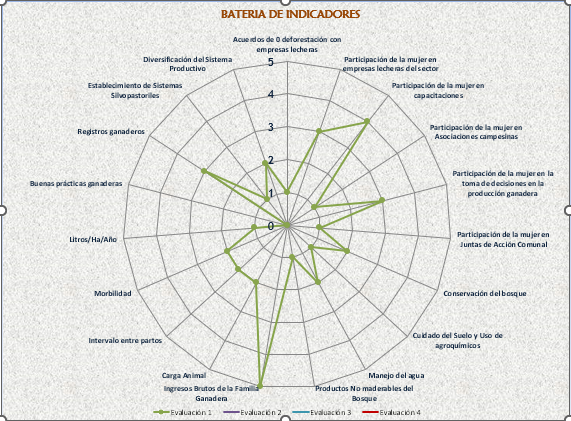 BATERIA DE INDICADORES
Acuerdos de 0 deforestación con
empresas lecheras
Participación de la mujer en
empresas lecheras del sector
Participación de la mujer en
capacitaciones
Participación de la mujer en
Asociaciones campesinas
Participación de la mujer en la
toma de decisiones en la
producción ganadera
Participación de la mujer en
Juntas de Acción Comunal
Conservación del bosque
Cuidado del Suelo y Uso de
agroquímicos
Manejo del agua
Productos No maderables del
Bosque
Ingresos Brutos de la Familia
Ganadera
Carga Animal
Intervalo entre partos
Morbilidad
Litros/Ha/Año
Buenas prácticas ganaderas
Registros ganaderos
Establecimiento de Sistemas
Silvopastoriles
Diversificación del Sistema
Productivo
5
4
3
2
1
0
Evaluación 1 Evaluación 2 Evaluación 3 Evaluación 4